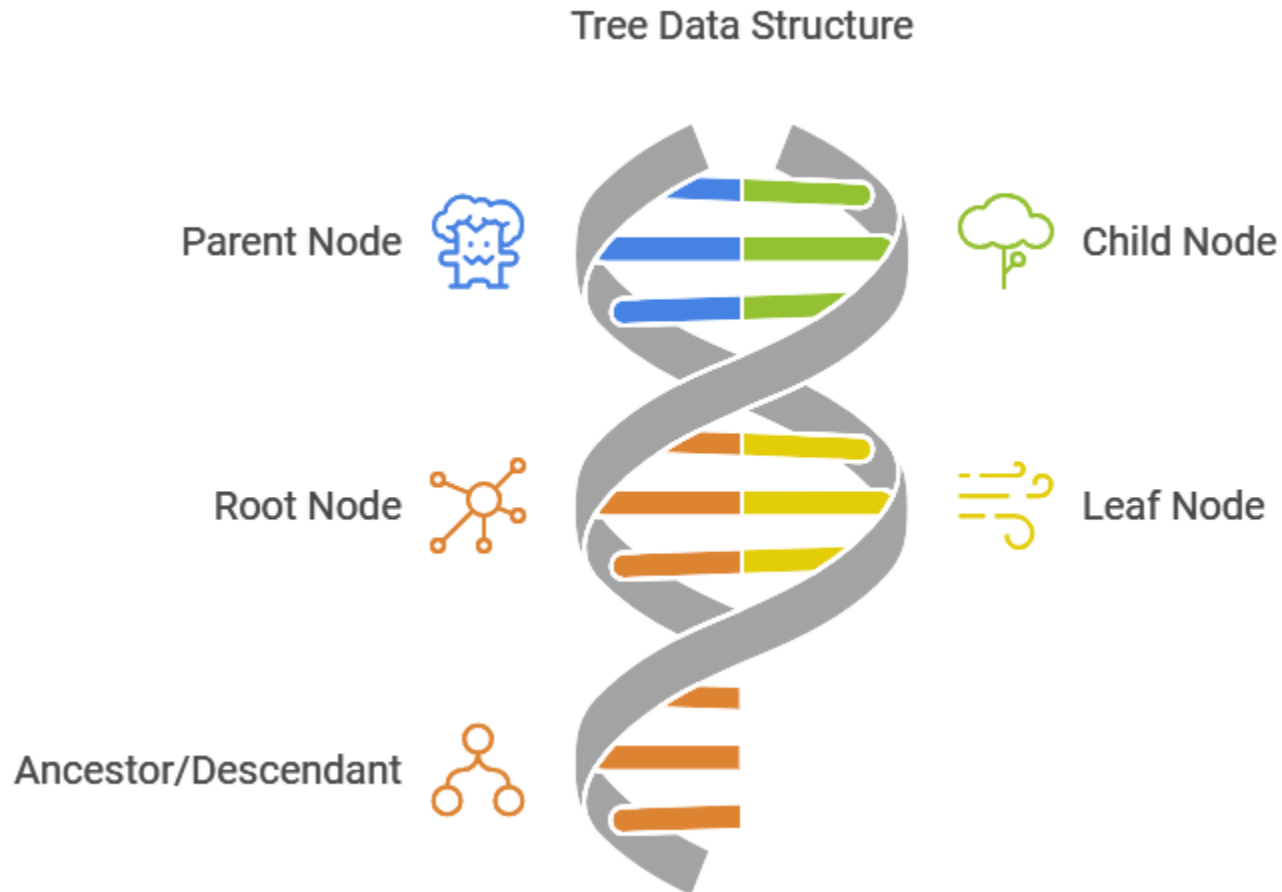 Tree Data Structure
Parent Node
Child Node
Root Node
Leaf Node
Ancestor/Descendant